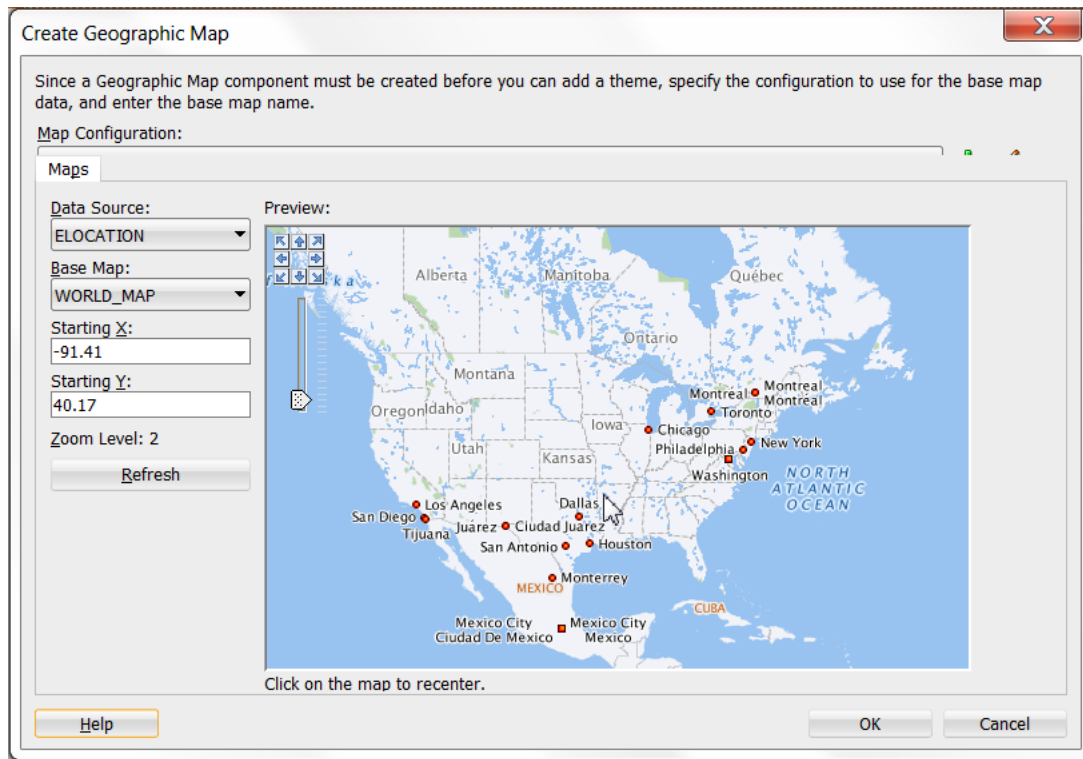 Create Geographic Map
X
Since a Geographic Map component must be created before you can add a theme, specify the configuration to use for the base map
data, and enter the base map name.
Map Configuration:
Maps
Data Source:
ELOCATION
Base Map:
WORLD_MAP
Starting X:
-91.41
Starting Y:
40.17
Zoom Level: 2
Refresh
Preview:
Alberta
Manitoba
Québec
Ontario
Montana
Oregon
Idaho
Iowa
Utah
Kansas
Montreal
Montreal
Montréal
Toronto
Chicago
Philadelphia
New York
Washington
NORTH
ATLANTIC
OCEAN
Los Angeles
San Diego
Tijuana
Juárez
Ciudad Juárez
Dallas
San Antonio
Houston
Monterrey
MEXICO
CUBA
Mexico City
Ciudad De Mexico
Mexico City
Mexico
Click on the map to recenter.
Help
OK
Cancel